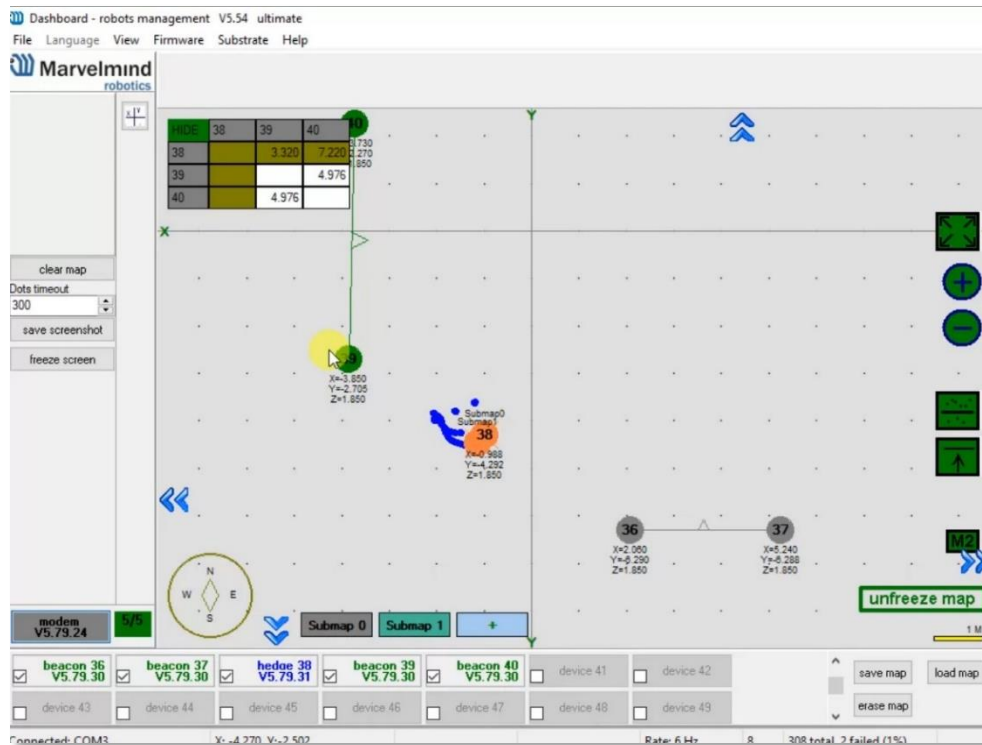 Dashboard - robots management V5.54 ultimate
File Language View Firmware Substrate Help
Marvelmind
robotics
HIDE 38 39 40
38 3.320 7.220
39 4.976
40 4.976
Y
X
clear map
Dots timeout
300
save screenshot
freeze screen
X=-3.850
Y=-2.705
Z=1.850
Submap0
Submap1
38
X=-0.988
Y=-4.292
Z=1.850
36
X=2.060
Y=-6.290
Z=1.850
37
X=5.240
Y=-6.288
Z=1.850
N
W E
S
M2
unfreeze map
1 M
modem
V5.79.24
5/5
Submap 0 Submap 1 +
Y
beacon 36 V5.79.30
beacon 37 V5.79.30
hedge 38 V5.79.31
beacon 39 V5.79.30
beacon 40 V5.79.30
device 41 device 42
save map load map
device 43 device 44 device 45 device 46 device 47 device 48 device 49
erase map
Connected: COM3 X: -4.270 Y:-2.502 Rate: 6 Hz 8 308 total, 2 failed (1%)